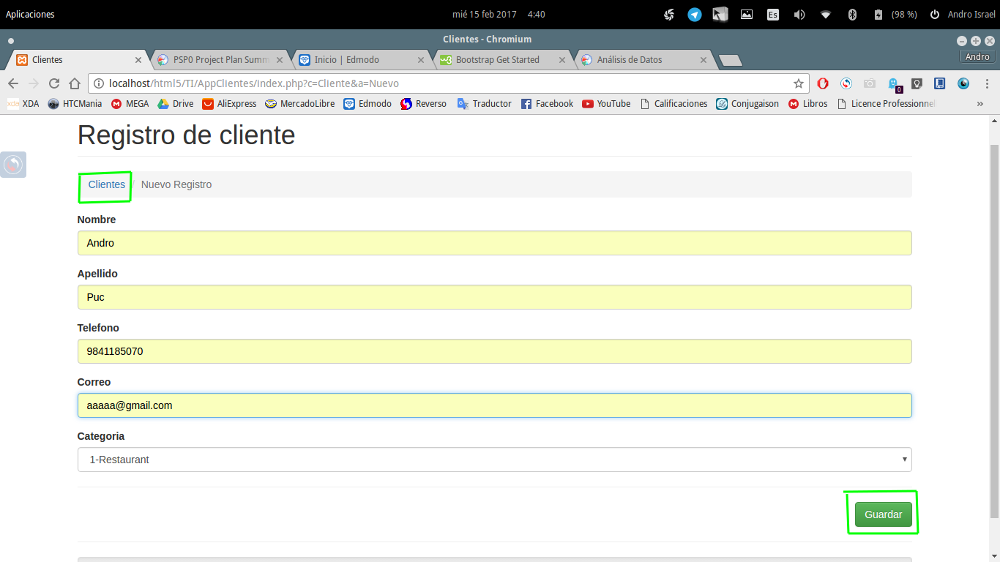 Aplicaciones mié 15 feb 2017 4:40 Es (98 %) Andro Israel
Clientes - Chromium
Clientes PSP0 Project Plan Summ Inicio | Edmodo Bootstrap Get Started Análisis de Datos Andro
localhost/html5/TI/AppClientes/index.php?c=Cliente&a=Nuevo 0
XDA HTCMania MEGA Drive AliExpress MercadoLibre Edmodo Reverso Traductor Facebook YouTube Calificaciones Conjugaison Libros Licence Professionne »
Registro de cliente
Clientes / Nuevo Registro
Nombre
Andro
Apellido
Puc
Telefono
9841185070
Correo
aaaaa@gmail.com
Categoria
1-Restaurant
Guardar